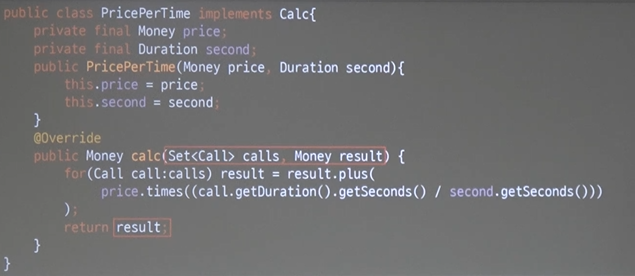 public class PricePerTime implements Calc{
private final Money price;
private final Duration second;
public PricePerTime(Money price, Duration second){
this.price = price;
this.second = second;
}
@Override
public Money calc(Set<Call> calls, Money result) {
for(Call call:calls) result = result.plus(
price.times((call.getDuration().getSeconds() / second.getSeconds()))
);
return result;
}
}